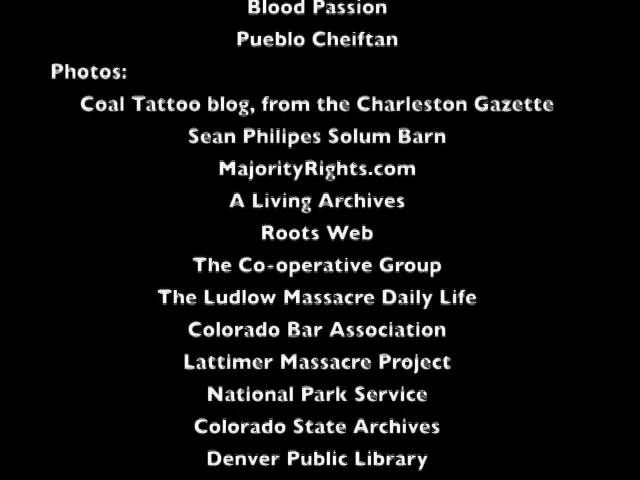 Blood Passion
Pueblo Cheiftan
Photos:
Coal Tattoo blog, from the Charleston Gazette
Sean Philipes Solum Barn
MajorityRights.com
A Living Archives
Roots Web
The Co-operative Group
The Ludlow Massacre Daily Life
Colorado Bar Association
Lattimer Massacre Project
National Park Service
Colorado State Archives
Denver Public Library